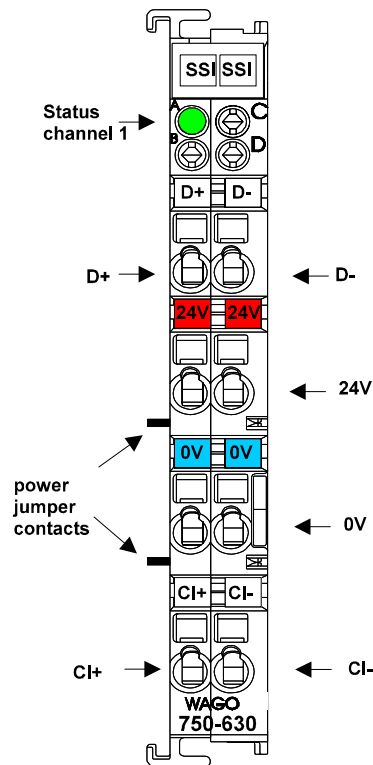 SSI SSI
A
C
Status
channel 1
B
D
D+ D-
D+
D-
24V 24V
24V
0V 0V
power
jumper
contacts
0V
CI+ CI-
CI+
CI-
WAGO
750-630